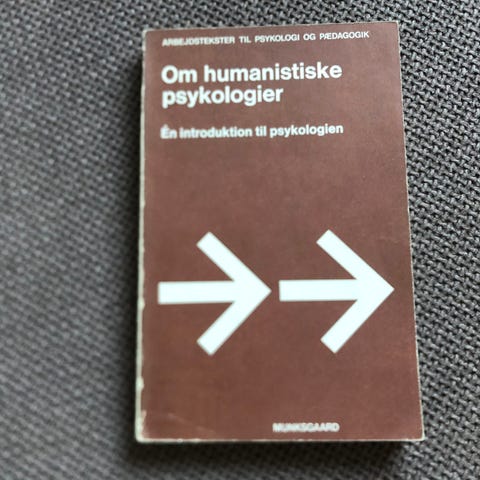 ARBEJDSTEKSTER TIL PSYKOLOGI OG PÆDAGOGIK
Om humanistiske
psykologier
Én introduktion til psykologien
MUNKSGAARD